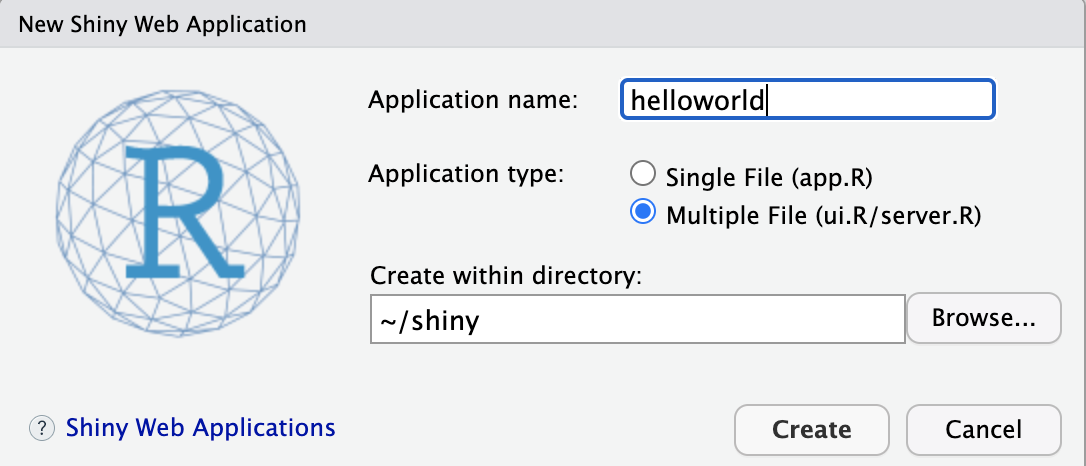 New Shiny Web Application
R
Application name: helloworld
Application type: Single File (app.R)
Multiple File (ui.R/server.R)
Create within directory:
~/shiny Browse...
? Shiny Web Applications Create Cancel